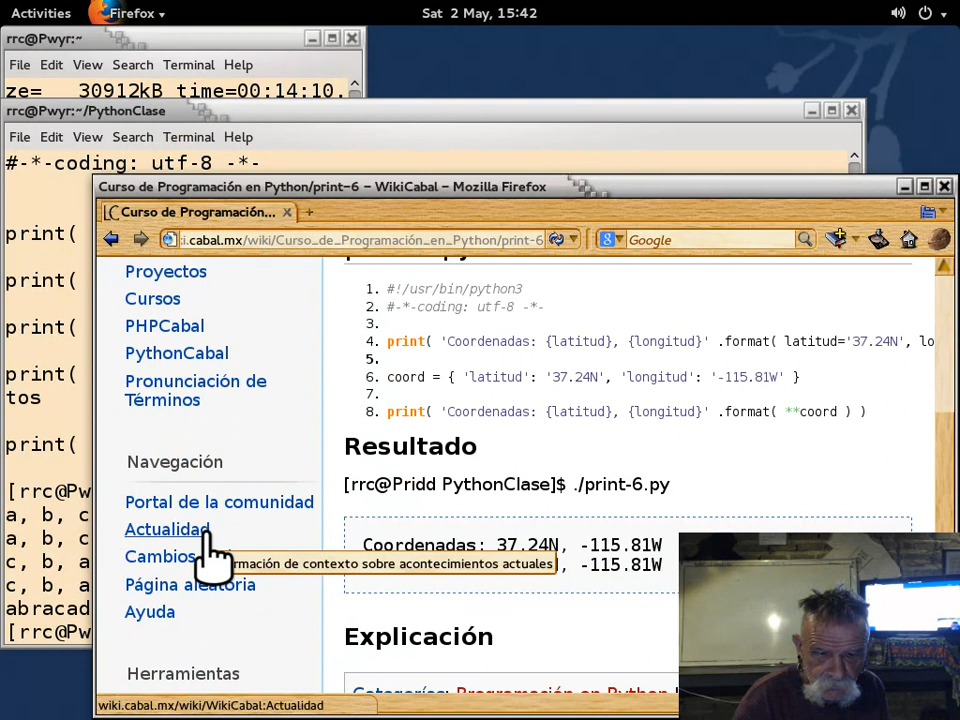 Activities Firefox Sat 2 May, 15:42
rrc@Pwyr:~
File Edit View Search Terminal Help
ze= 30912kB time=00:14:10.
rrc@Pwyr:~/PythonClase
File Edit View Search Terminal Help
#-*-coding: utf-8 -*-
print(
print(
print(
print(
tos
print(
[rrc@Pw
a, b, c
a, b, c
c, b, a
c, b, a
abracad
[rrc@Pw
Curso de Programación en Python/print-6 – WikiCabal – Mozilla Firefox
Curso de Programación...
i.cabal.mx/wiki/Curso_de_Programación_en_Python/print-6
Google
Proyectos
Cursos
PHPCabal
PythonCabal
Pronunciación de
Términos
Navegación
Portal de la comunidad
Actualidad
Cambios
rmación de contexto sobre acontecimientos actuales
Página aleatoria
Ayuda
Herramientas
1. #!/usr/bin/python3
2. #-*-coding: utf-8 -*-
3.
4. print( 'Coordenadas: {latitud}, {longitud}' .format( latitud='37.24N', lo
5.
6. coord = { 'latitud': '37.24N', 'longitud': '-115.81W' }
7.
8. print( 'Coordenadas: {latitud}, {longitud}' .format( **coord ) )
Resultado
[rrc@Pridd PythonClase]$ ./print-6.py
Coordenadas: 37.24N, -115.81W
N, -115.81W
Explicación
Categorías: Programación en Python
wiki.cabal.mx/wiki/WikiCabal:Actualidad